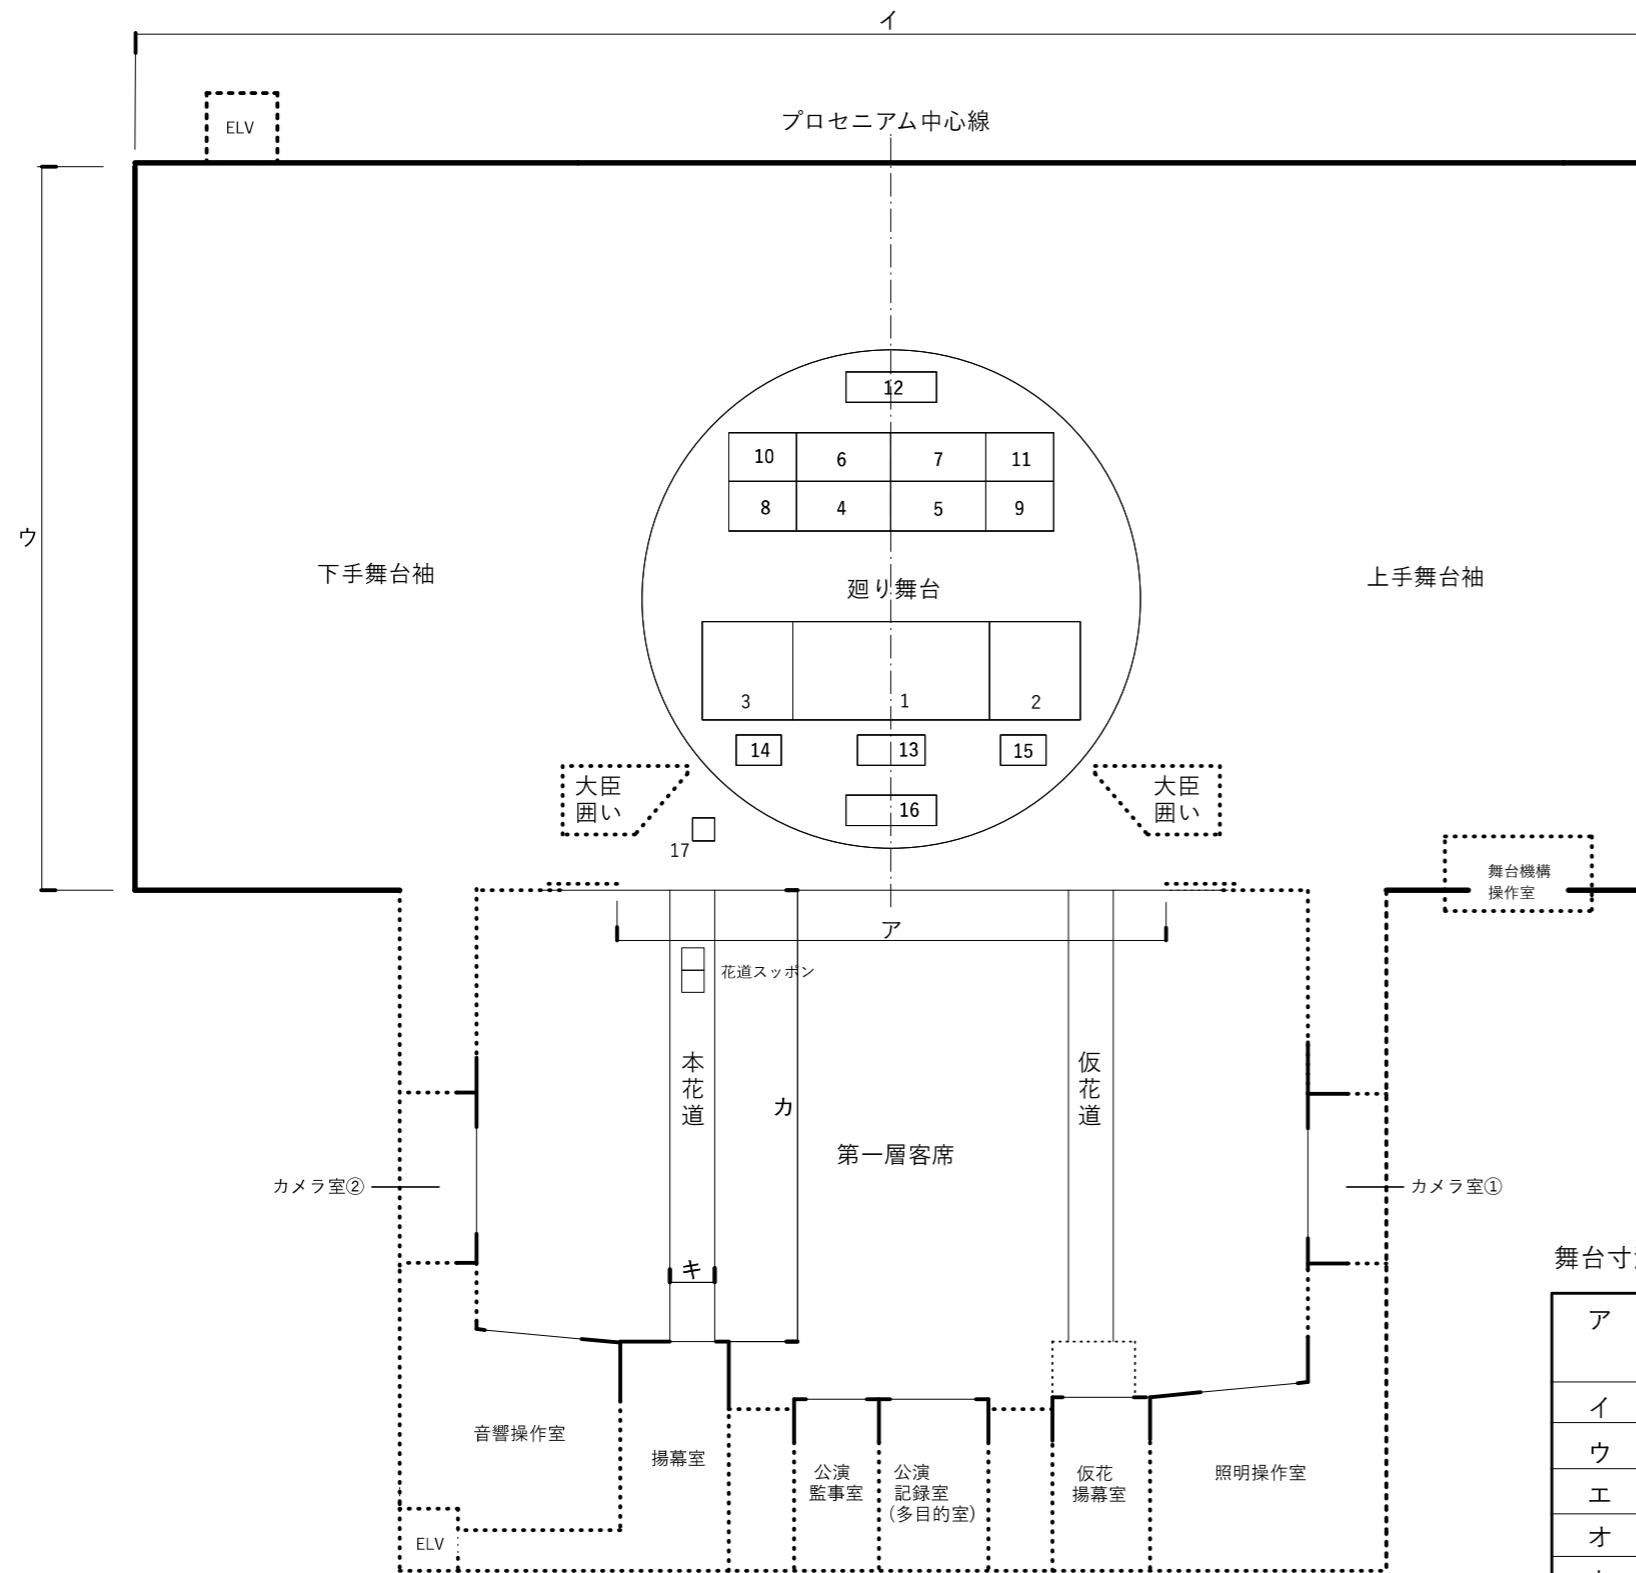 イ
ELV
プロセニアム中心線
12
10 6 7 11
8 4 5 9
ウ
下手舞台袖
廻り舞台
上手舞台袖
3 1 2
14 13 15
大臣
囲い
大臣
囲い
16
17
舞台機構
操作室
ア
花道スッポン
本花道
仮花道
カ
第一層客席
カメラ室②
カメラ室①
キ
舞台寸
ア
イ
ウ
エ
オ
音響操作室
揚幕室
公演
監事室
公演
記録室
(多目的室)
仮花
揚幕室
照明操作室
ELV